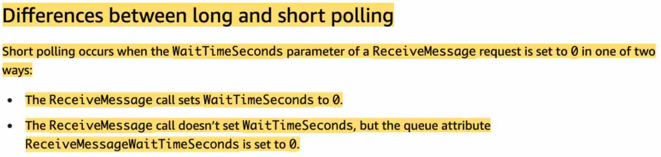 Differences between long and short polling
Short polling occurs when the WaitTimeSeconds parameter of a ReceiveMessage request is set to 0 in one of two
ways:
• The ReceiveMessage call sets WaitTimeSeconds to 0.
• The ReceiveMessage call doesn't set WaitTimeSeconds, but the queue attribute
ReceiveMessageWaitTimeSeconds is set to 0.